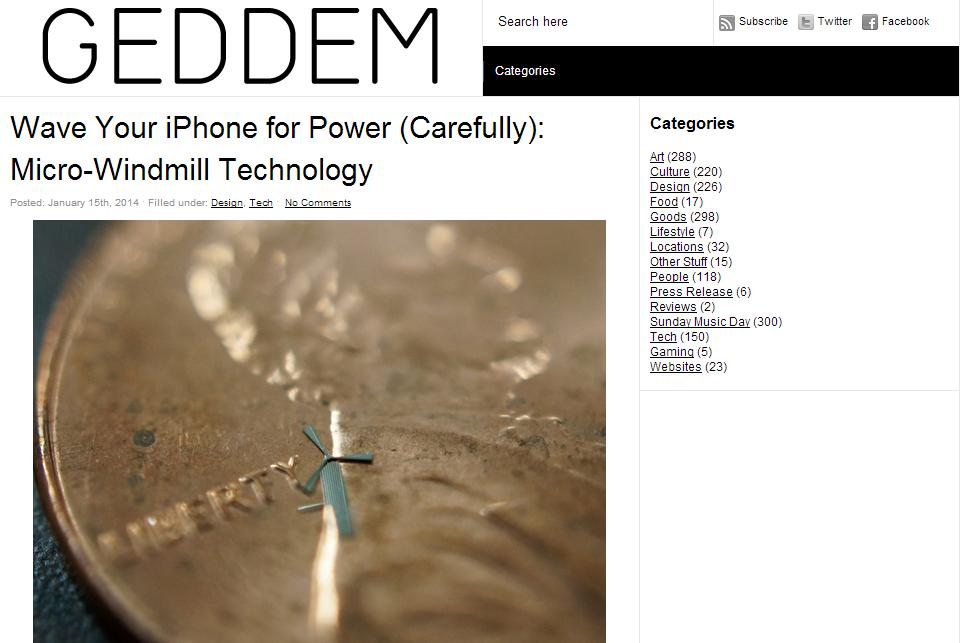 GEDDEM
Search here
Subscribe Twitter Facebook
Categories
Wave Your iPhone for Power (Carefully):
Micro-Windmill Technology
Posted: January 15th, 2014 · Filled under: Design, Tech · No Comments
LIBERTY
Categories
Art (288)
Culture (220)
Design (226)
Food (17)
Goods (298)
Lifestyle (7)
Locations (32)
Other Stuff (15)
People (118)
Press Release (6)
Reviews (2)
Sunday Music Day (300)
Tech (150)
Gaming (5)
Websites (23)